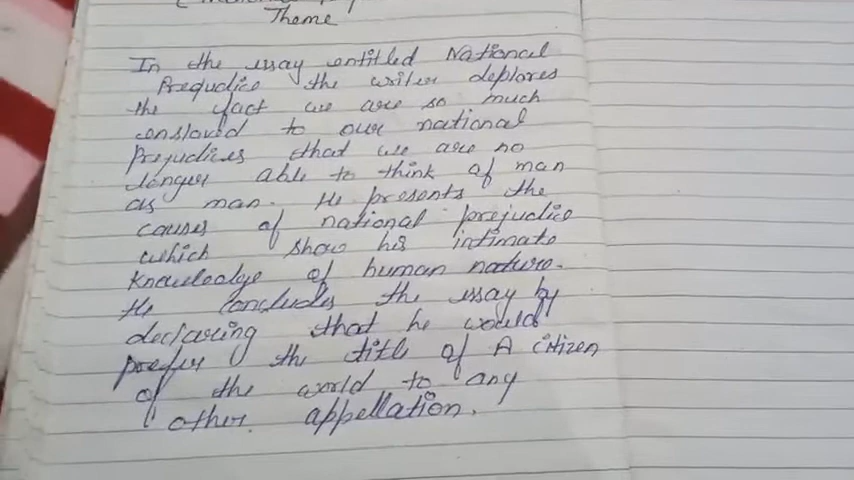 Theme
In the essay entitled National
Prequdice the writer deplores
the fact we are so much
enslaved to our national
Prejudices that we are no
longer able to think of man
as man. He presents the
causes of national prejudice
which show his intimate
knowledge of human nature.
He Concludes the essay by
declaring that he would
prefer the title of A citizen
of the world to any
other appellation.